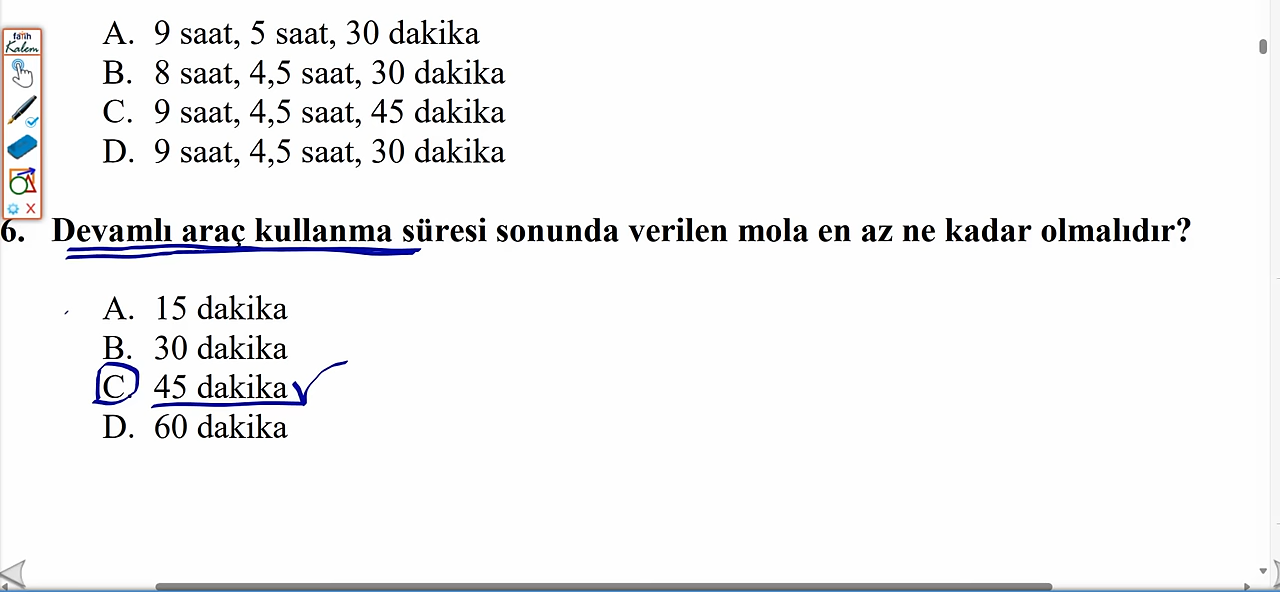 A. 9 saat, 5 saat, 30 dakika
fatih
Kalem
B. 8 saat, 4,5 saat, 30 dakika
C. 9 saat, 4,5 saat, 45 dakika
D. 9 saat, 4,5 saat, 30 dakika
6. Devamlı araç kullanma süresi sonunda verilen mola en az ne kadar olmalıdır?
A. 15 dakika
B. 30 dakika
C. 45 dakika
D. 60 dakika